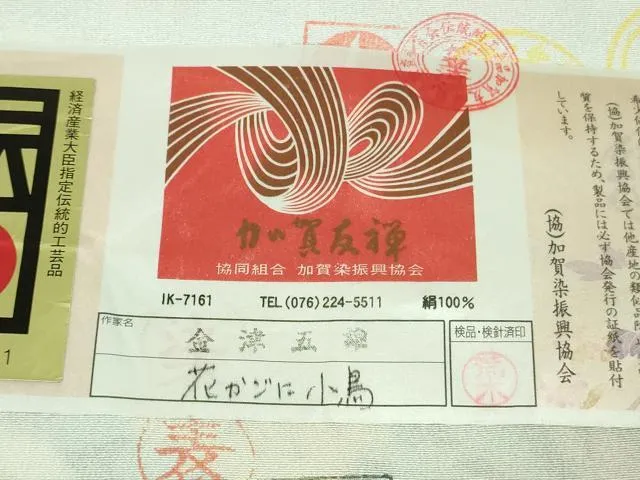 経済産業大臣指定伝統的工芸品
1
加賀友禅
協同組合 加賀染振興協会
IK-7161
TEL(076)224-5511
絹100%
作家名
金津五雄
花かごに小鳥
検品・検針済印
(協)加賀染振興協会では他産地の類似品
質を保持するため、製品には必ず協会発行の証紙を貼付
しています。
(協)加賀染振興協会